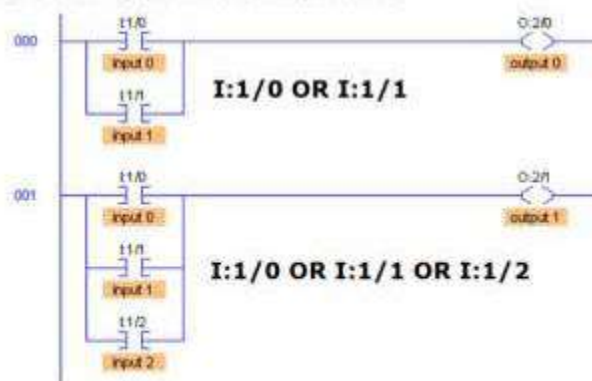 I:1/0 O:2/0
000
input 0 output 0
I:1/0 OR I:1/1
I:1/1
input 1
I:1/0 O:2/1
001
input 0 output 1
I:1/1
I:1/0 OR I:1/1 OR I:1/2
input 1
I:1/2
input 2